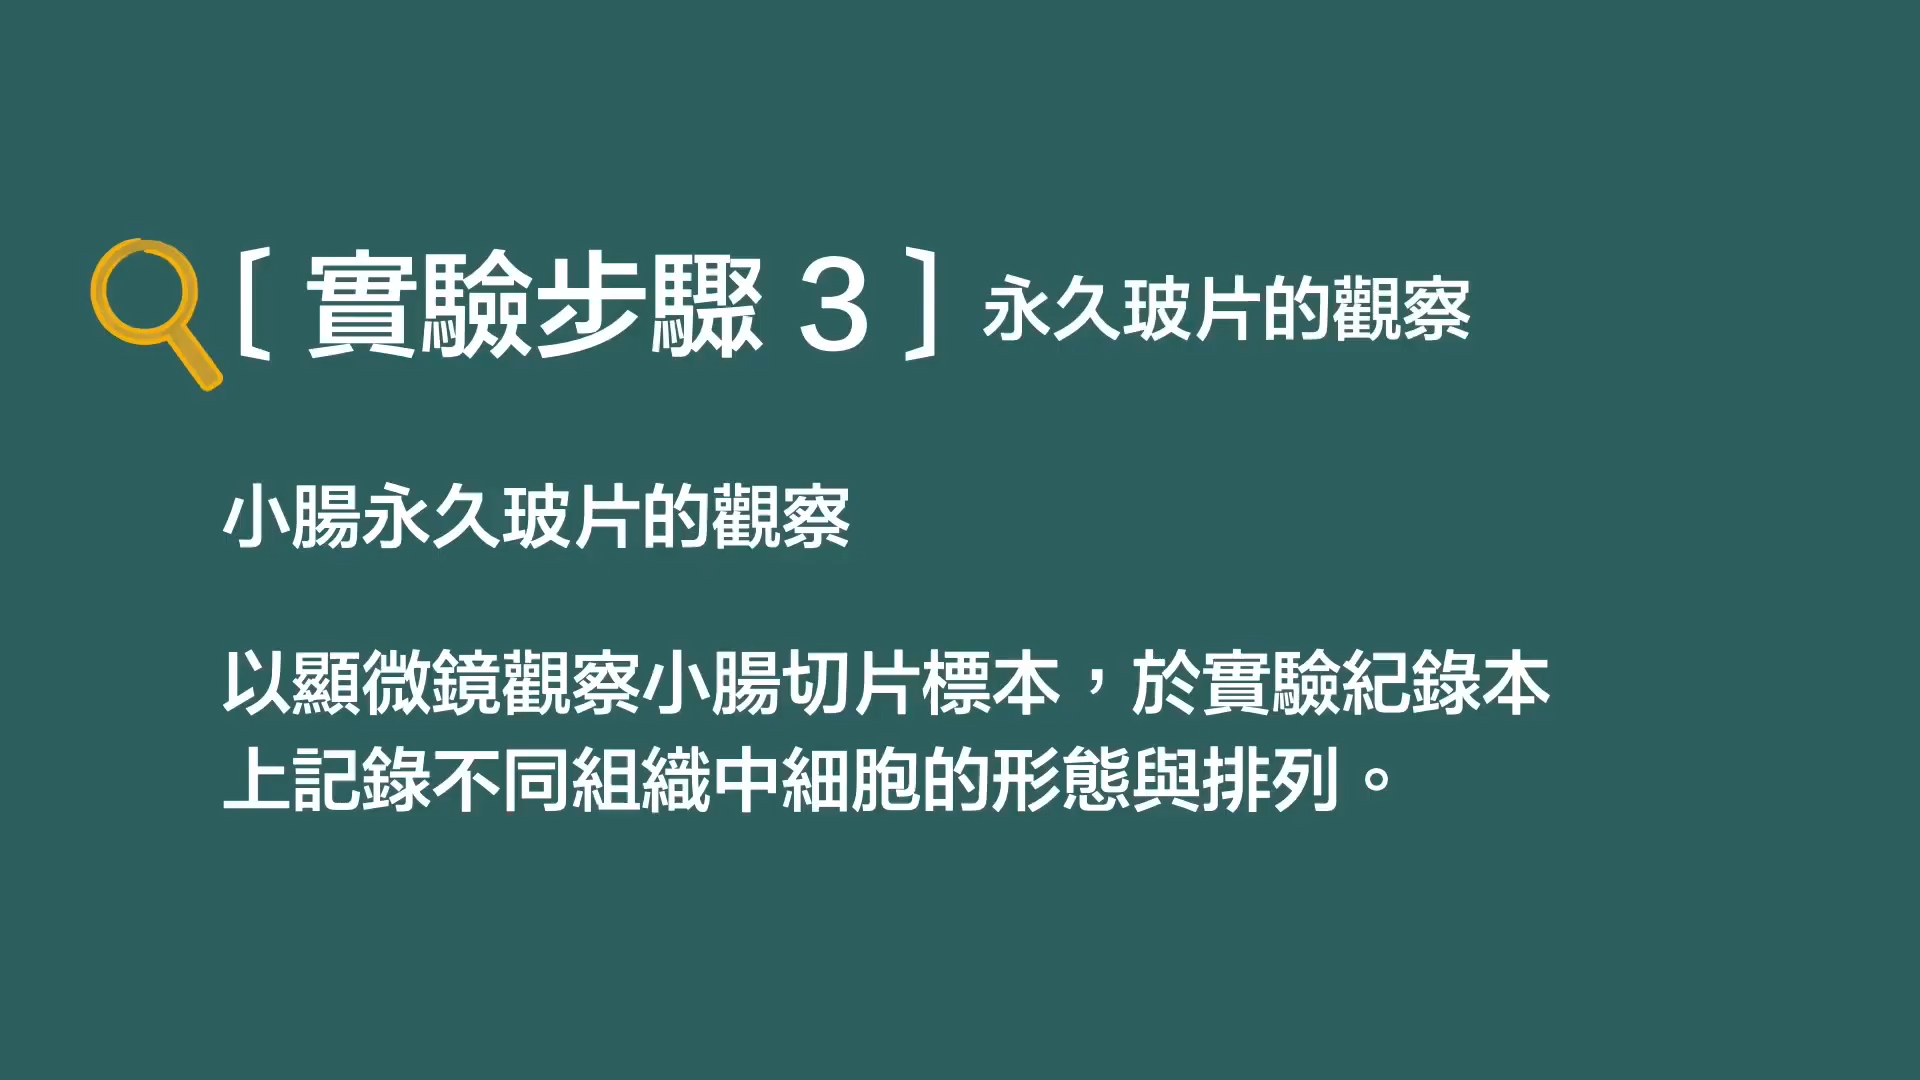 〔 實驗步驟 3 〕 永久玻片的觀察
小腸永久玻片的觀察
以顯微鏡觀察小腸切片標本，於實驗紀錄本
上記錄不同組織中細胞的形態與排列。